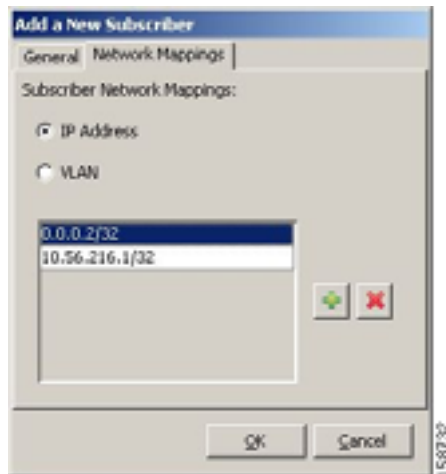 Add a New Subscriber
General Network Mappings
Subscriber Network Mappings:
IP Address
VLAN
0.0.0.2/32
10.56.216.1/32
OK Cancel
59732